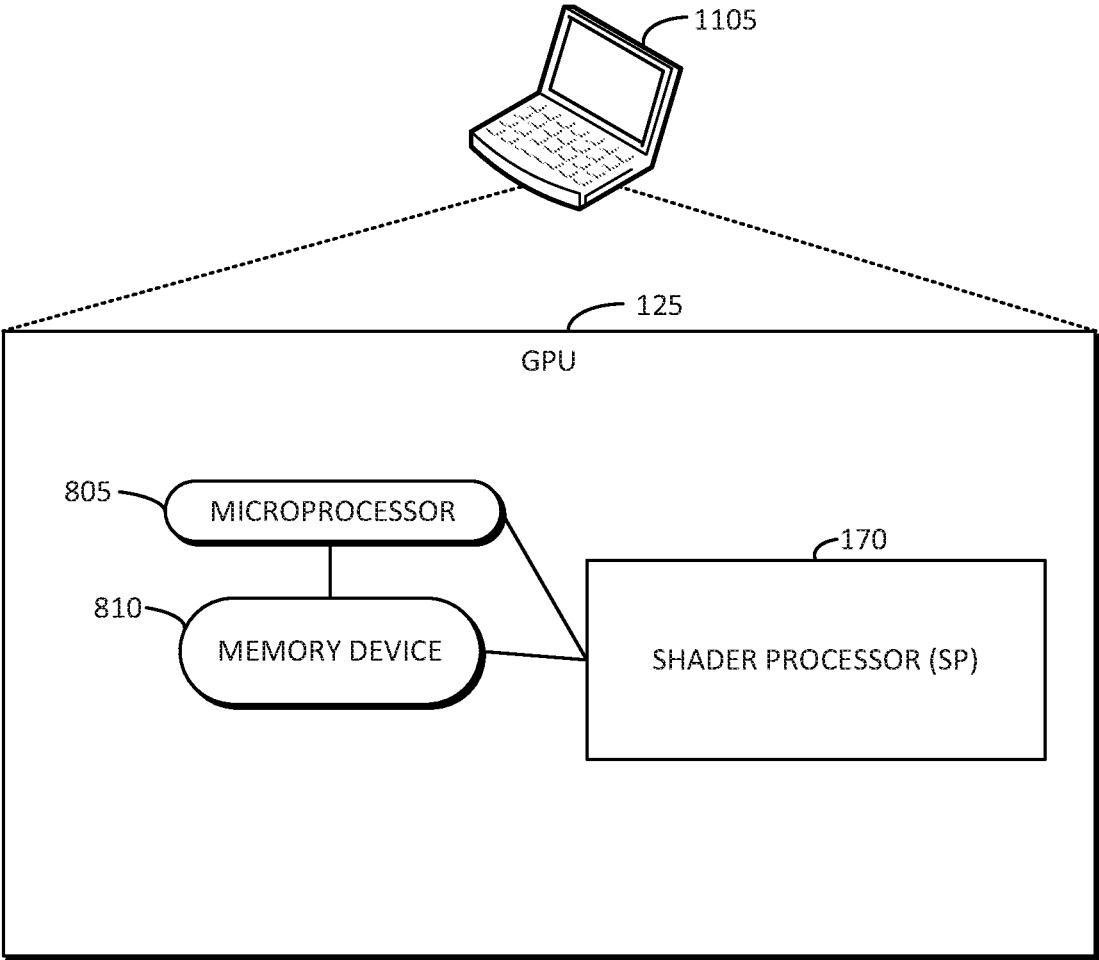 1105
125
GPU
805
MICROPROCESSOR
170
810
MEMORY DEVICE
SHADER PROCESSOR (SP)